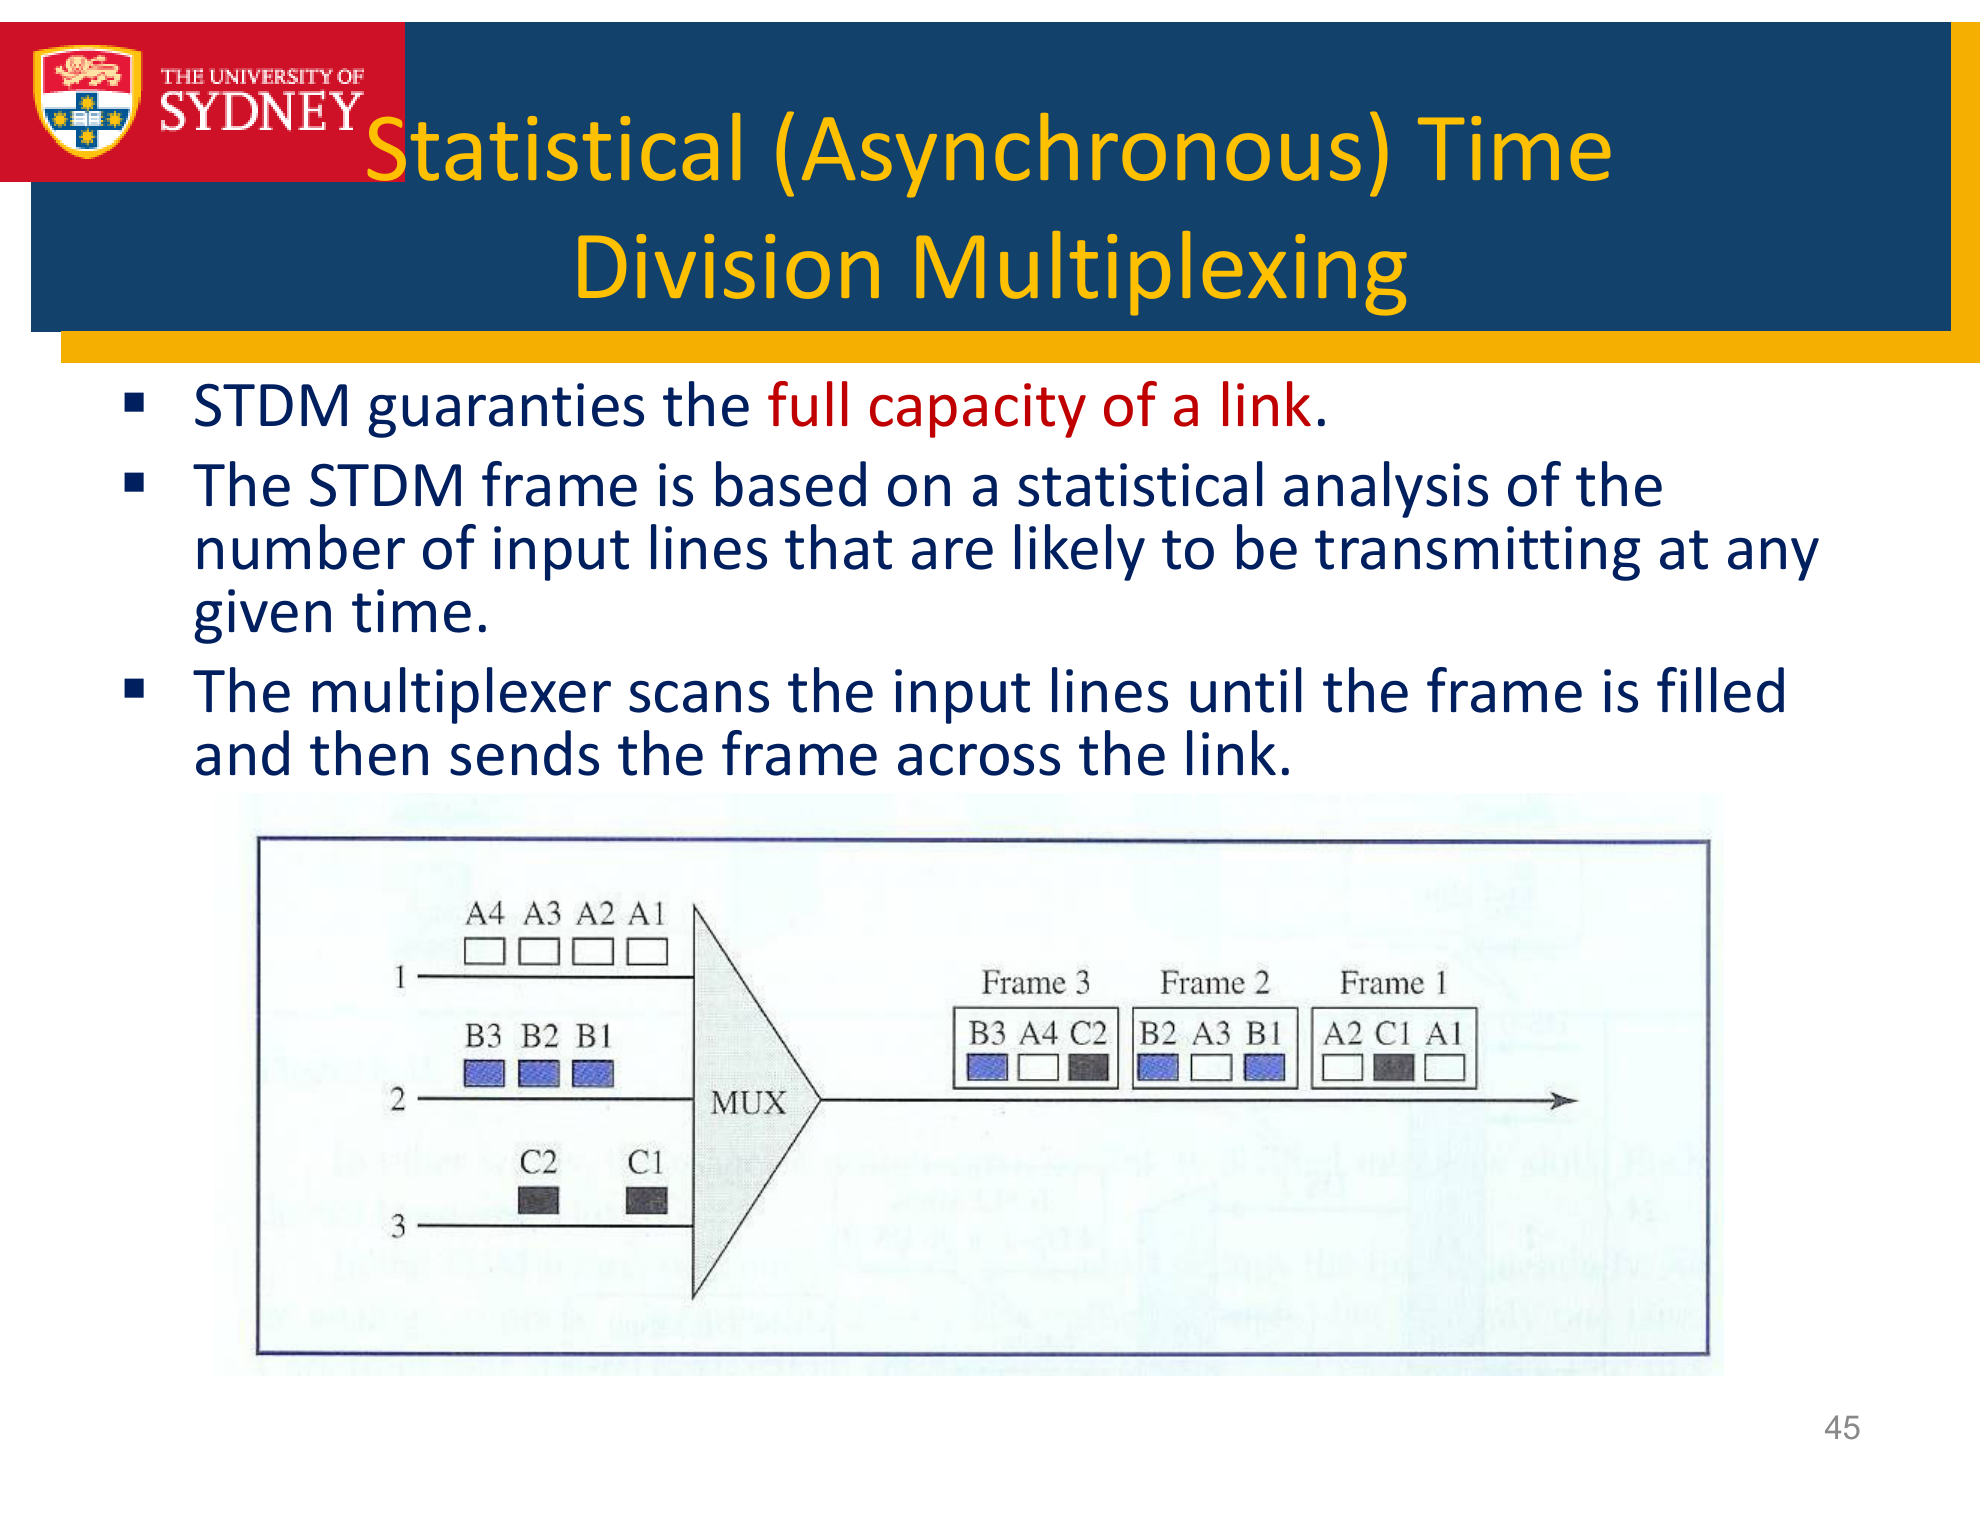 THE UNIVERSITY OF
SYDNEY
Statistical (Asynchronous) Time
Division Multiplexing
▪ STDM guaranties the full capacity of a link.
▪ The STDM frame is based on a statistical analysis of the
number of input lines that are likely to be transmitting at any
given time.
▪ The multiplexer scans the input lines until the frame is filled
and then sends the frame across the link.
A4 A3 A2 A1
1
B3 B2 B1
2
C2 C1
3
MUX
Frame 3 Frame 2 Frame 1
B3 A4 C2 B2 A3 B1 A2 C1 A1
45